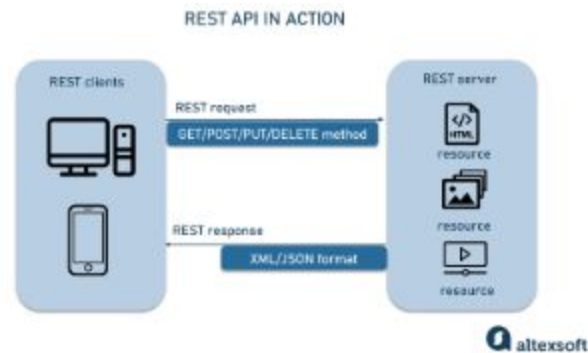 REST API IN ACTION
REST clients
REST server
REST request
GET/POST/PUT/DELETE method
</>
HTML
resource
resource
REST response
XML/JSON format
resource
altexsoft